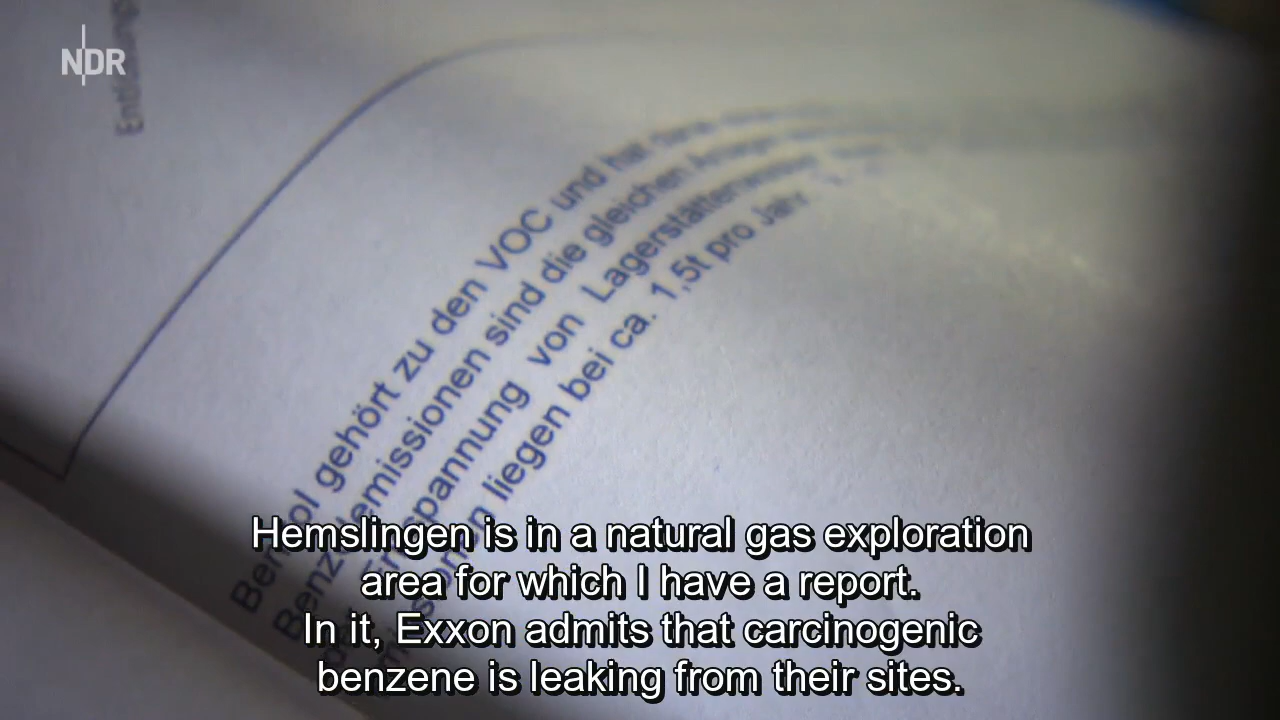 NDR
Benzol gehört zu den VOC und hat
Benzolemissionen sind die gleichen
Entspannung von Lagerstättenwasser
liegen bei ca. 1,5t pro Jahr
Hemslingen is in a natural gas exploration
area for which I have a report.
In it, Exxon admits that carcinogenic
benzene is leaking from their sites.